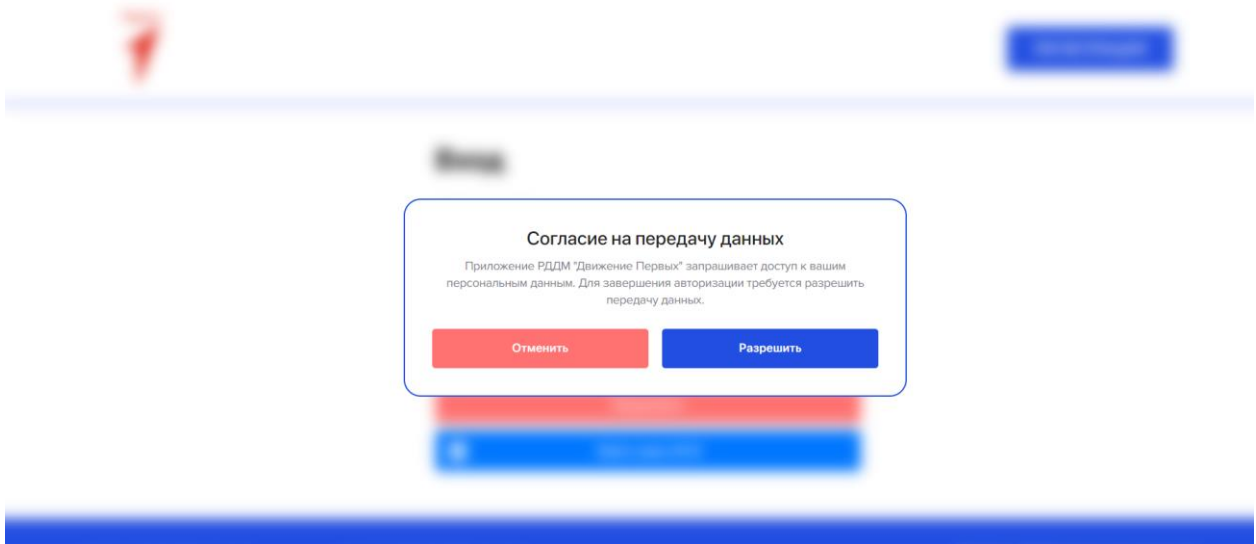 Вход
Согласие на передачу данных
Приложение РДДМ "Движение Первых" запрашивает доступ к вашим
персональным данным. Для завершения авторизации требуется разрешить
передачу данных.
Отменить
Разрешить